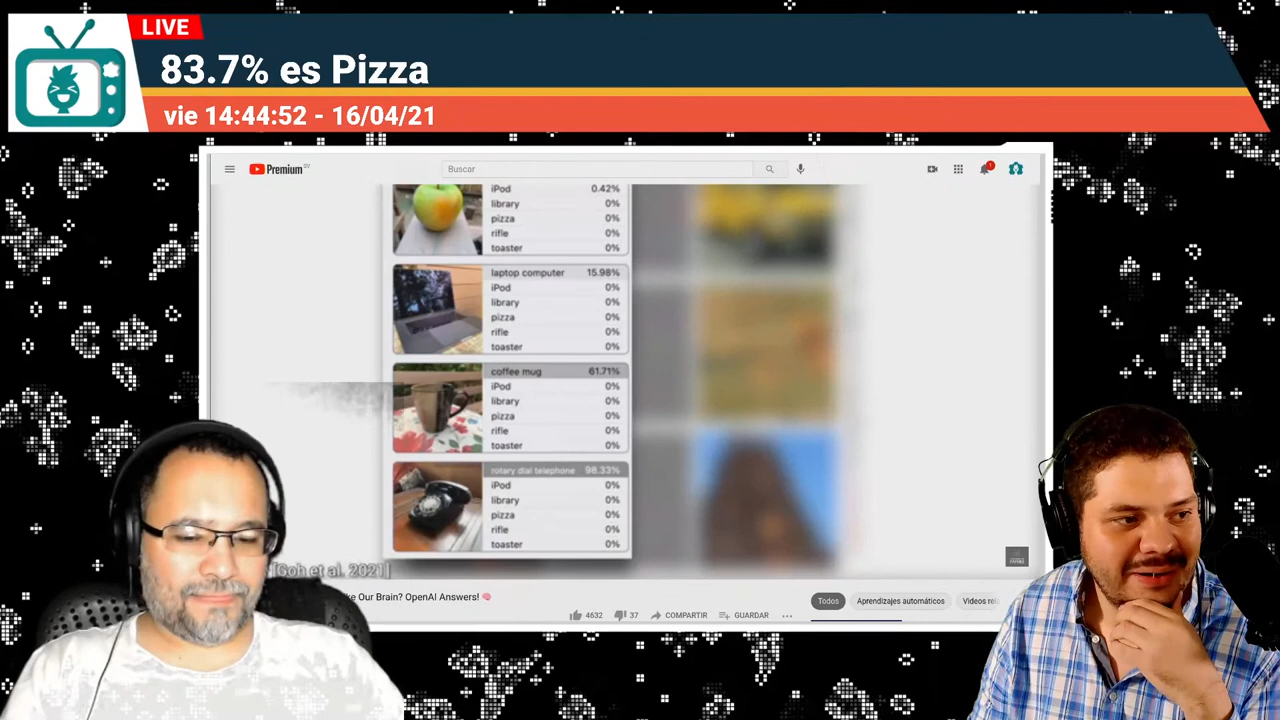 LIVE
83.7% es Pizza
vie 14:44:52 - 16/04/21
Premium SV
Buscar
iPod 0.42%
library 0%
pizza 0%
rifle 0%
toaster 0%
laptop computer 15.98%
iPod 0%
library 0%
pizza 0%
rifle 0%
toaster 0%
coffee mug 61.71%
iPod 0%
library 0%
pizza 0%
rifle 0%
toaster 0%
rotary dial telephone 98.33%
iPod 0%
library 0%
pizza 0%
rifle 0%
toaster 0%
[Goh et al. 2021]
ke Our Brain? OpenAI Answers! 🧠
4632 37 COMPARTIR GUARDAR ...
Todos Aprendizajes automáticos Videos rel